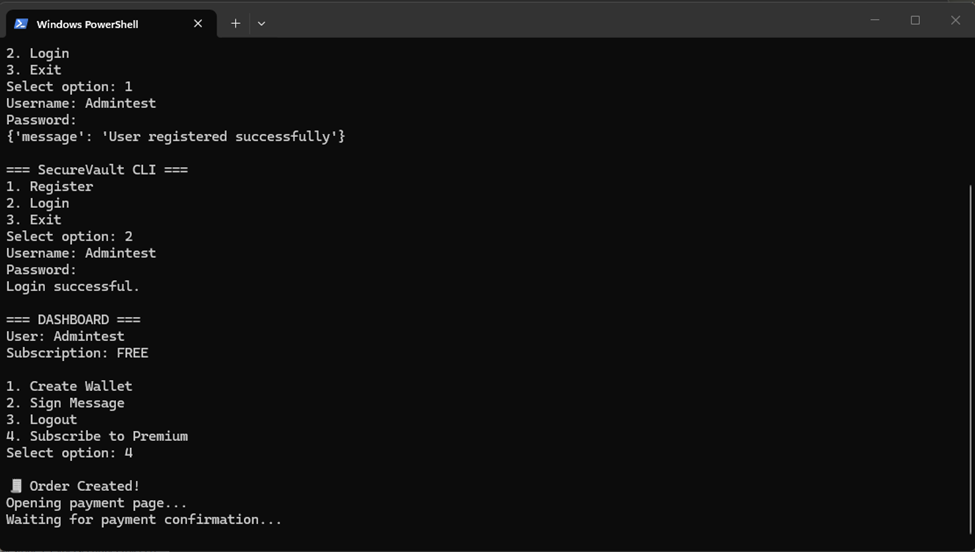 Windows PowerShell
2. Login
3. Exit
Select option: 1
Username: Admintest
Password:
{'message': 'User registered successfully'}
=== SecureVault CLI ===
1. Register
2. Login
3. Exit
Select option: 2
Username: Admintest
Password:
Login successful.
=== DASHBOARD ===
User: Admintest
Subscription: FREE
1. Create Wallet
2. Sign Message
3. Logout
4. Subscribe to Premium
Select option: 4
🧾 Order Created!
Opening payment page...
Waiting for payment confirmation...